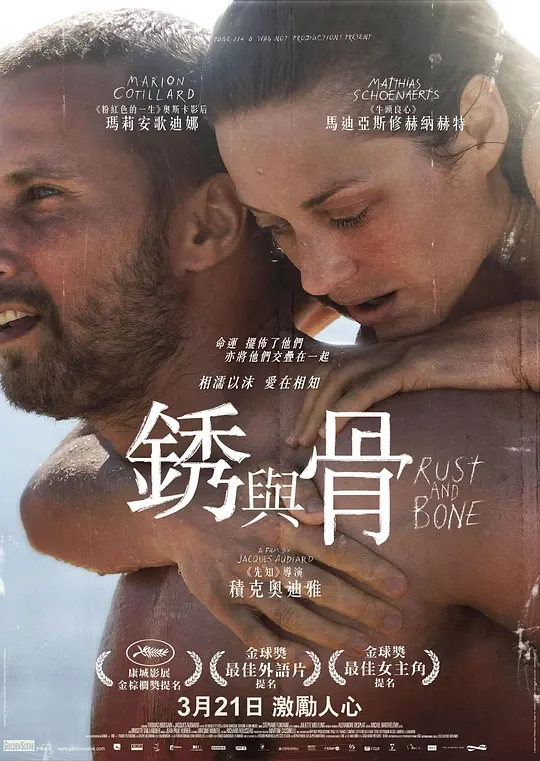 PAGE 114 & WHY NOT PRODUCTIONS PRESENT
MARION
COTILLARD
《粉紅色的一生》奧斯卡影后
瑪莉安歌迪娜
MATTHIAS
SCHOENAERTS
《牛頭良心》
馬迪亞斯修赫納赫特
命運 擺佈了他們
亦將他們交疊在一起
相濡以沫 愛在相知
銹與骨
RUST
AND
BONE
A FILM BY
JACQUES AUDIARD
《先知》導演
積克奧迪雅
康城影展
金棕櫚獎提名
金球獎
最佳外語片
提名
金球獎
最佳女主角
提名
3月21日 激勵人心